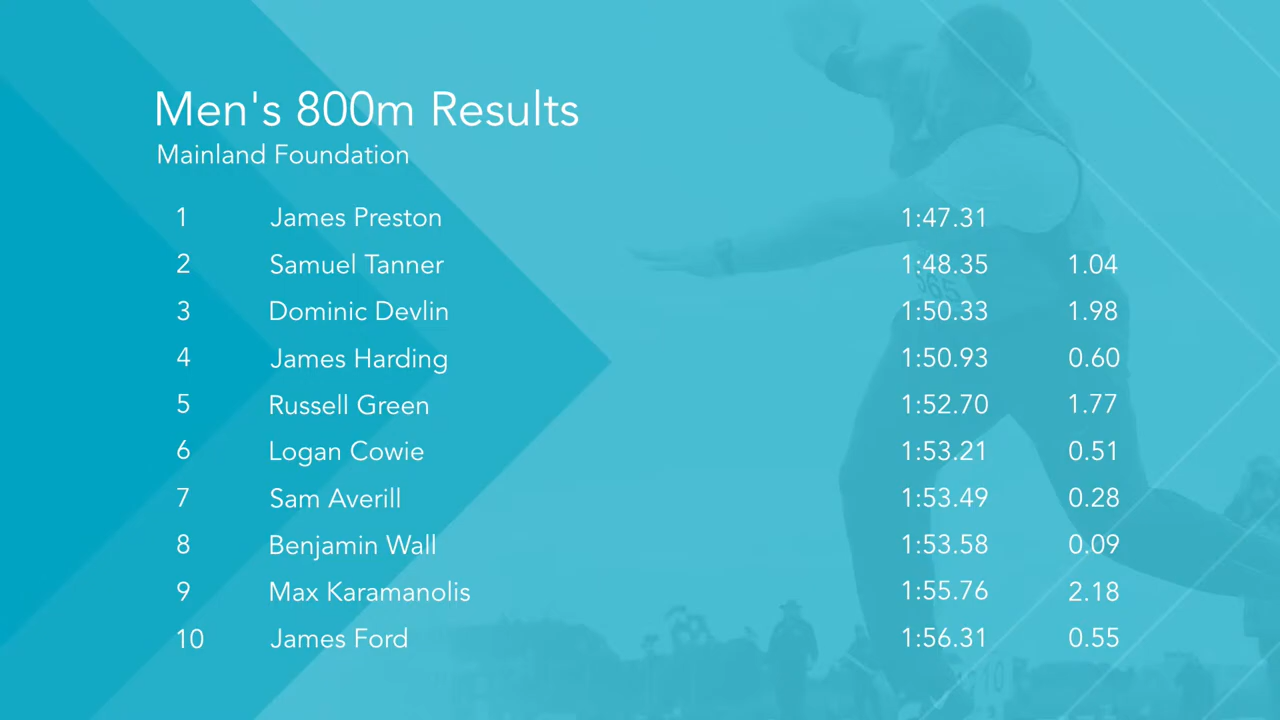 Men's 800m Results
Mainland Foundation
1 James Preston 1:47.31
2 Samuel Tanner 1:48.35 1.04
3 Dominic Devlin 1:50.33 1.98
4 James Harding 1:50.93 0.60
5 Russell Green 1:52.70 1.77
6 Logan Cowie 1:53.21 0.51
7 Sam Averill 1:53.49 0.28
8 Benjamin Wall 1:53.58 0.09
9 Max Karamanolis 1:55.76 2.18
10 James Ford 1:56.31 0.55